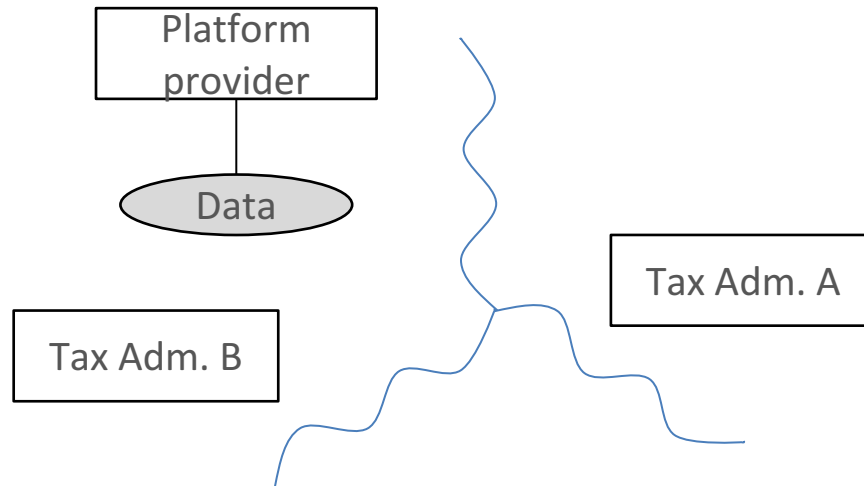 Platform
provider
Data
Tax Adm. A
Tax Adm. B